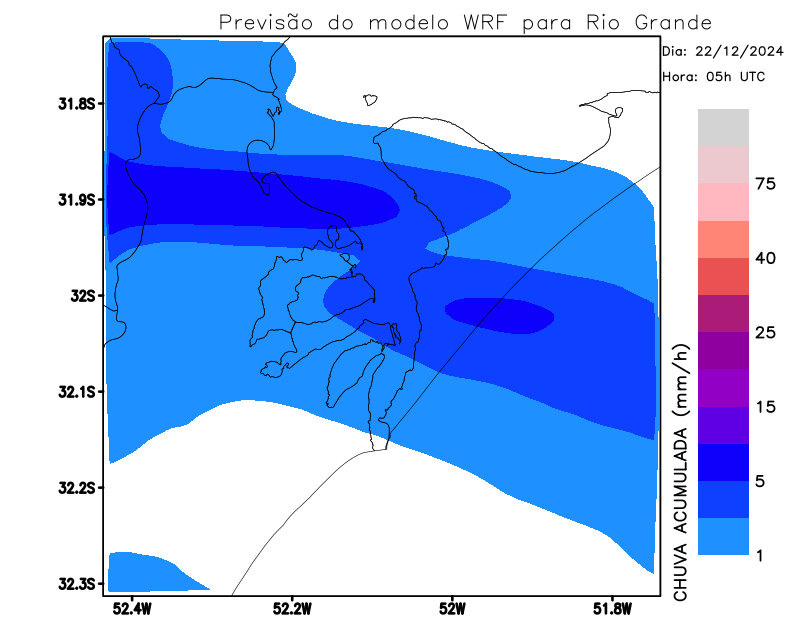 Previsão do modelo WRF para Rio Grande
Dia: 22/12/2024
Hora: 05h UTC
31.8S
31.9S
32S
32.1S
32.2S
32.3S
52.4W
52.2W
52W
51.8W
75
40
25
15
5
1
CHUVA ACUMULADA (mm/h)